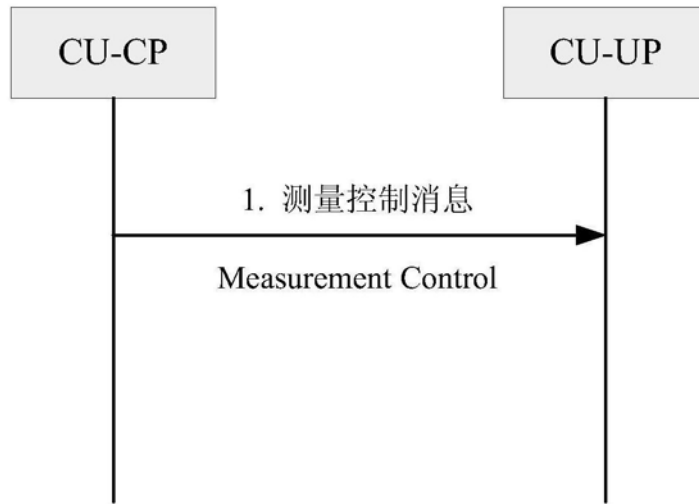 CU-CP
CU-UP
1. 测量控制消息
Measurement Control